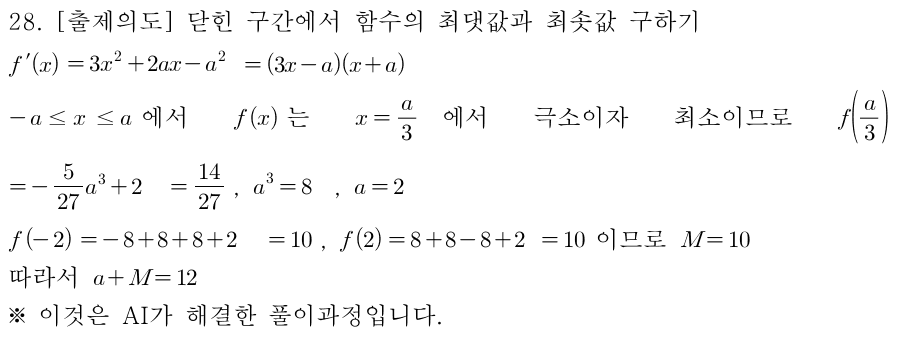 28. [출제의도] 닫힌 구간에서 함수의 최댓값과 최솟값 구하기
f′(x) = 3x² + 2ax − a² = (3x − a)(x + a)
−a ≤ x ≤ a 에서 f(x) 는 x = a/3 에서 극소이자 최소이므로 f(a/3)
= −5/27 a³ + 2 = 14/27 , a³ = 8 , a = 2
f(−2) = −8+8+8+2 = 10 , f(2) = 8+8−8+2 = 10 이므로 M = 10
따라서 a + M = 12
※ 이것은 AI가 해결한 풀이과정입니다.